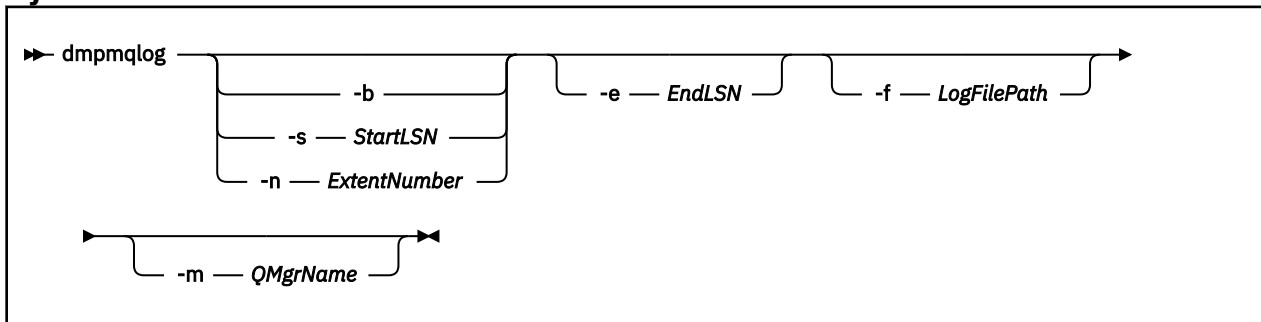 dmpmqlog
-b
-s StartLSN
-n ExtentNumber
-e EndLSN
-f LogFilePath
-m QMgrName